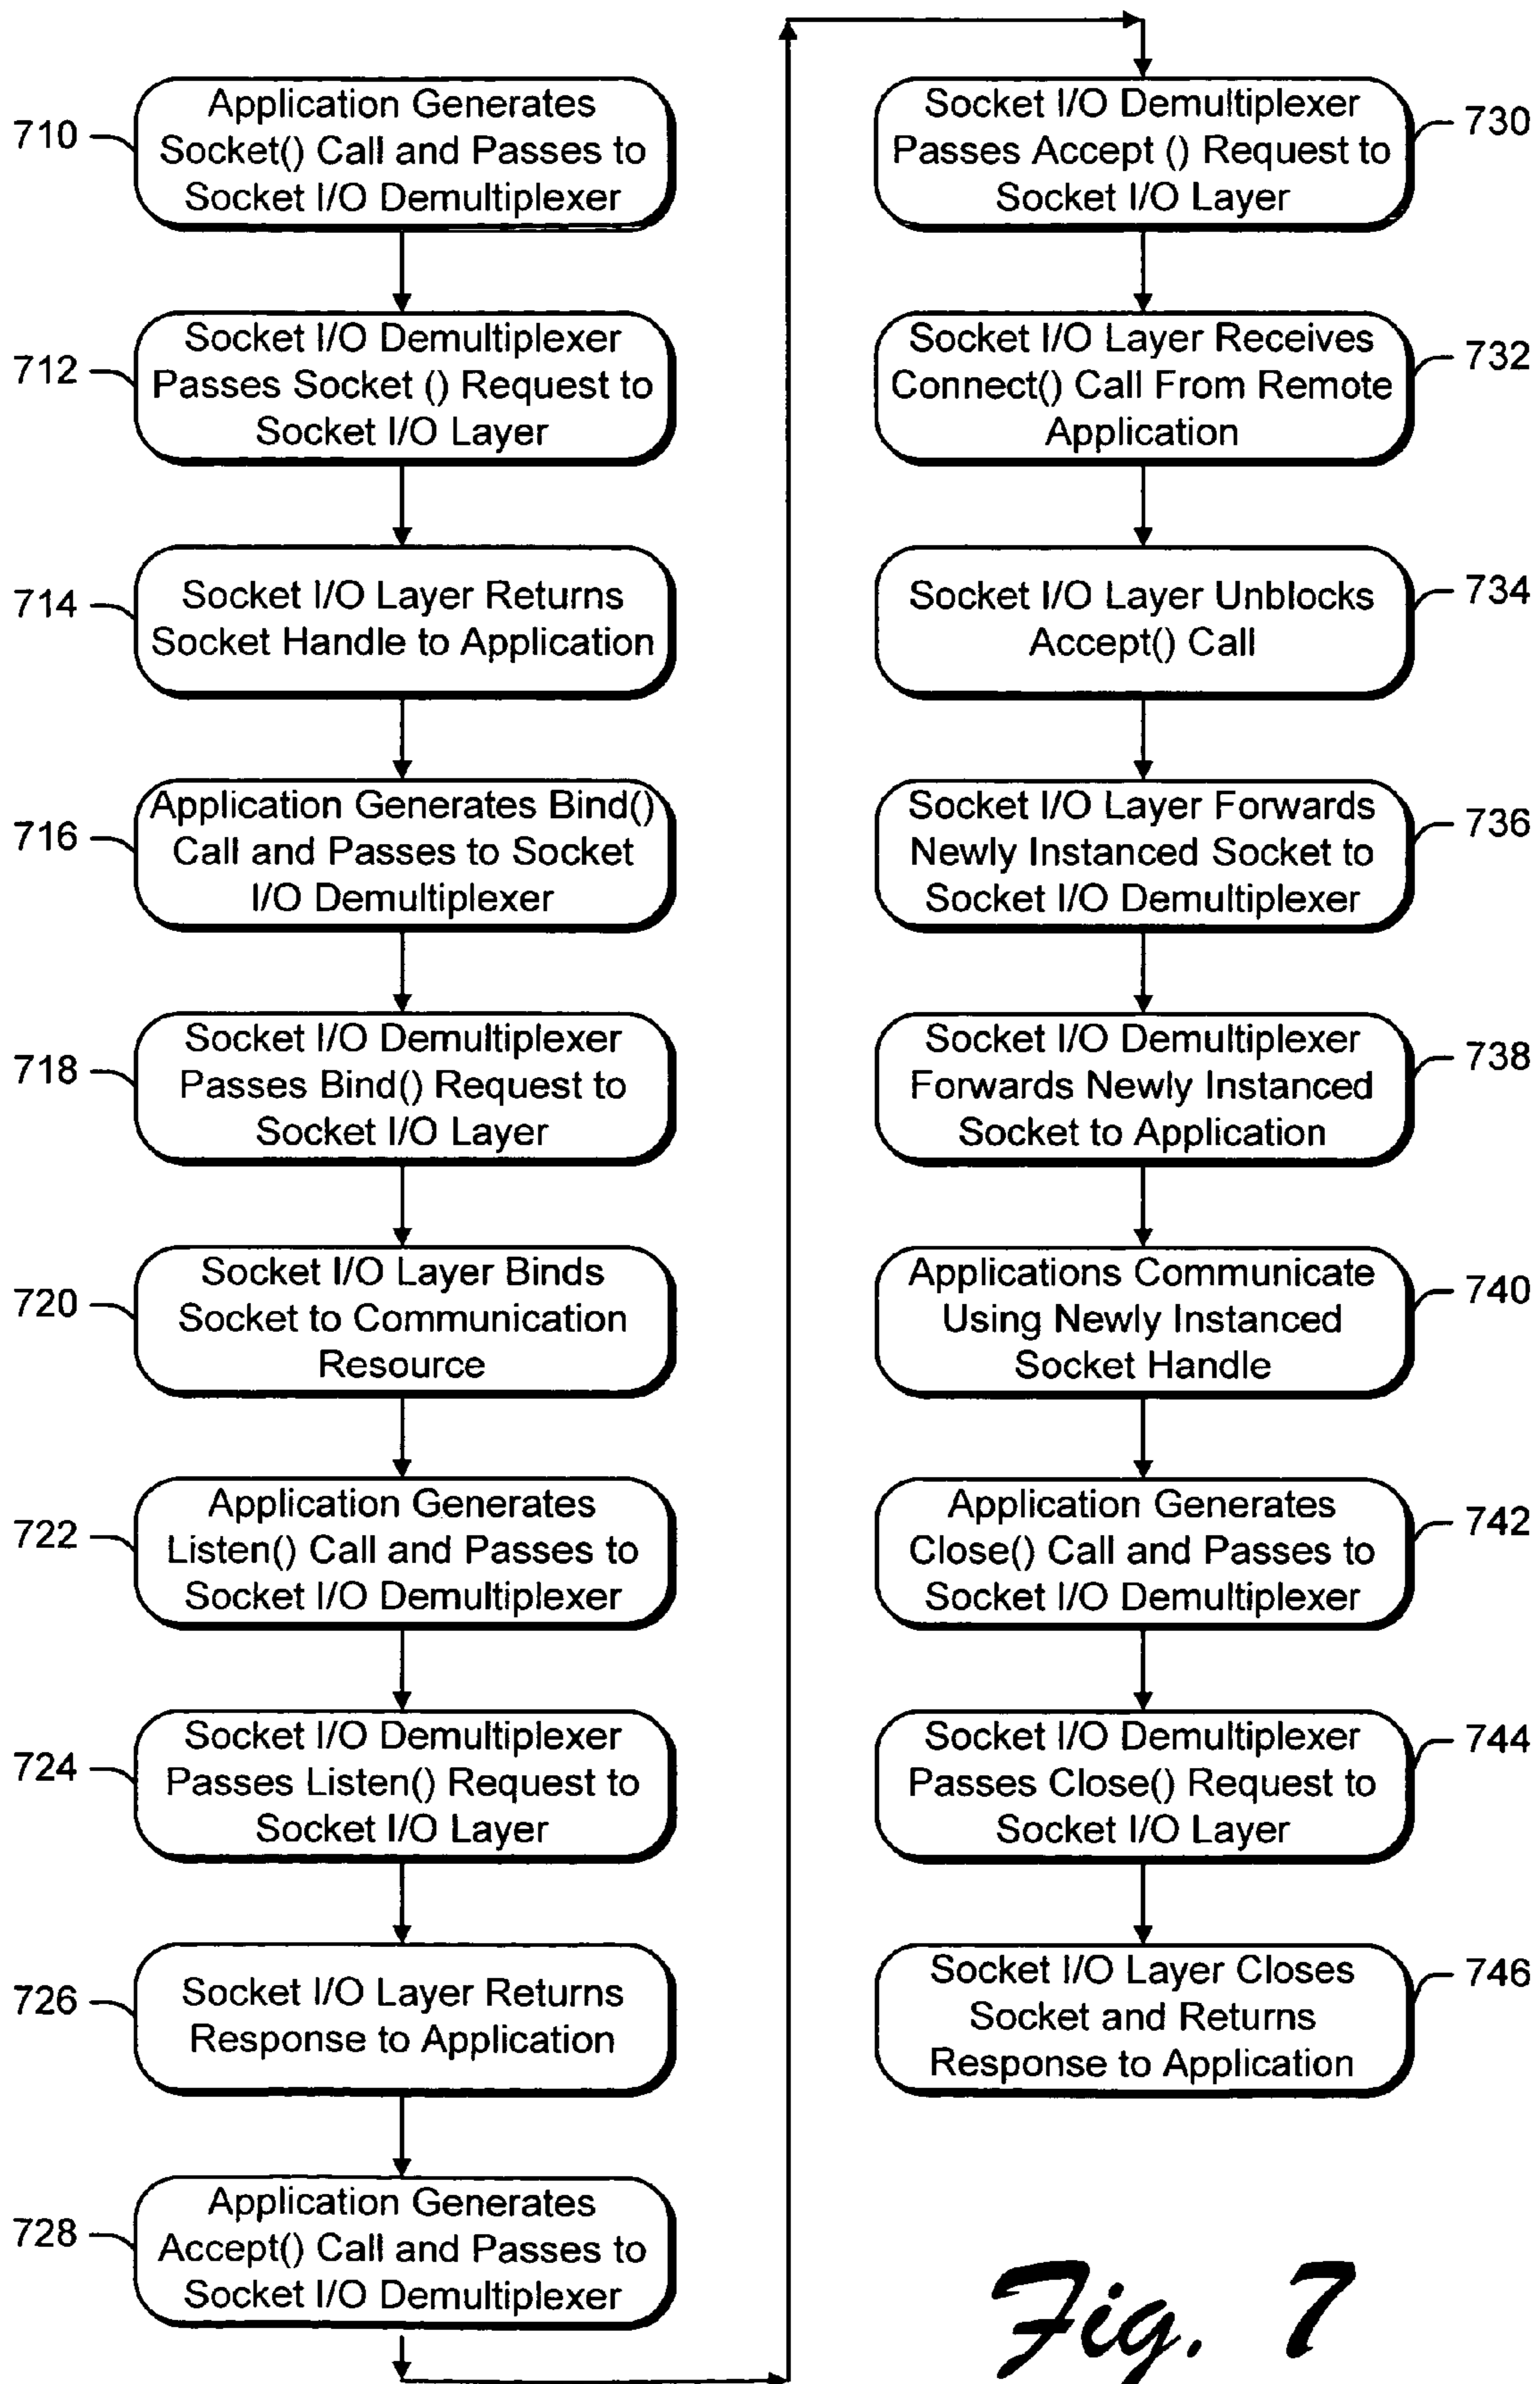 710
Application Generates
Socket() Call and Passes to
Socket I/O Demultiplexer
712
Socket I/O Demultiplexer
Passes Socket () Request to
Socket I/O Layer
714
Socket I/O Layer Returns
Socket Handle to Application
716
Application Generates Bind()
Call and Passes to Socket
I/O Demultiplexer
718
Socket I/O Demultiplexer
Passes Bind() Request to
Socket I/O Layer
720
Socket I/O Layer Binds
Socket to Communication
Resource
722
Application Generates
Listen() Call and Passes to
Socket I/O Demultiplexer
724
Socket I/O Demultiplexer
Passes Listen() Request to
Socket I/O Layer
726
Socket I/O Layer Returns
Response to Application
728
Application Generates
Accept() Call and Passes to
Socket I/O Demultiplexer
730
Socket I/O Demultiplexer
Passes Accept () Request to
Socket I/O Layer
732
Socket I/O Layer Receives
Connect() Call From Remote
Application
734
Socket I/O Layer Unblocks
Accept() Call
736
Socket I/O Layer Forwards
Newly Instanced Socket to
Socket I/O Demultiplexer
738
Socket I/O Demultiplexer
Forwards Newly Instanced
Socket to Application
740
Applications Communicate
Using Newly Instanced
Socket Handle
742
Application Generates
Close() Call and Passes to
Socket I/O Demultiplexer
744
Socket I/O Demultiplexer
Passes Close() Request to
Socket I/O Layer
746
Socket I/O Layer Closes
Socket and Returns
Response to Application
Fig. 7